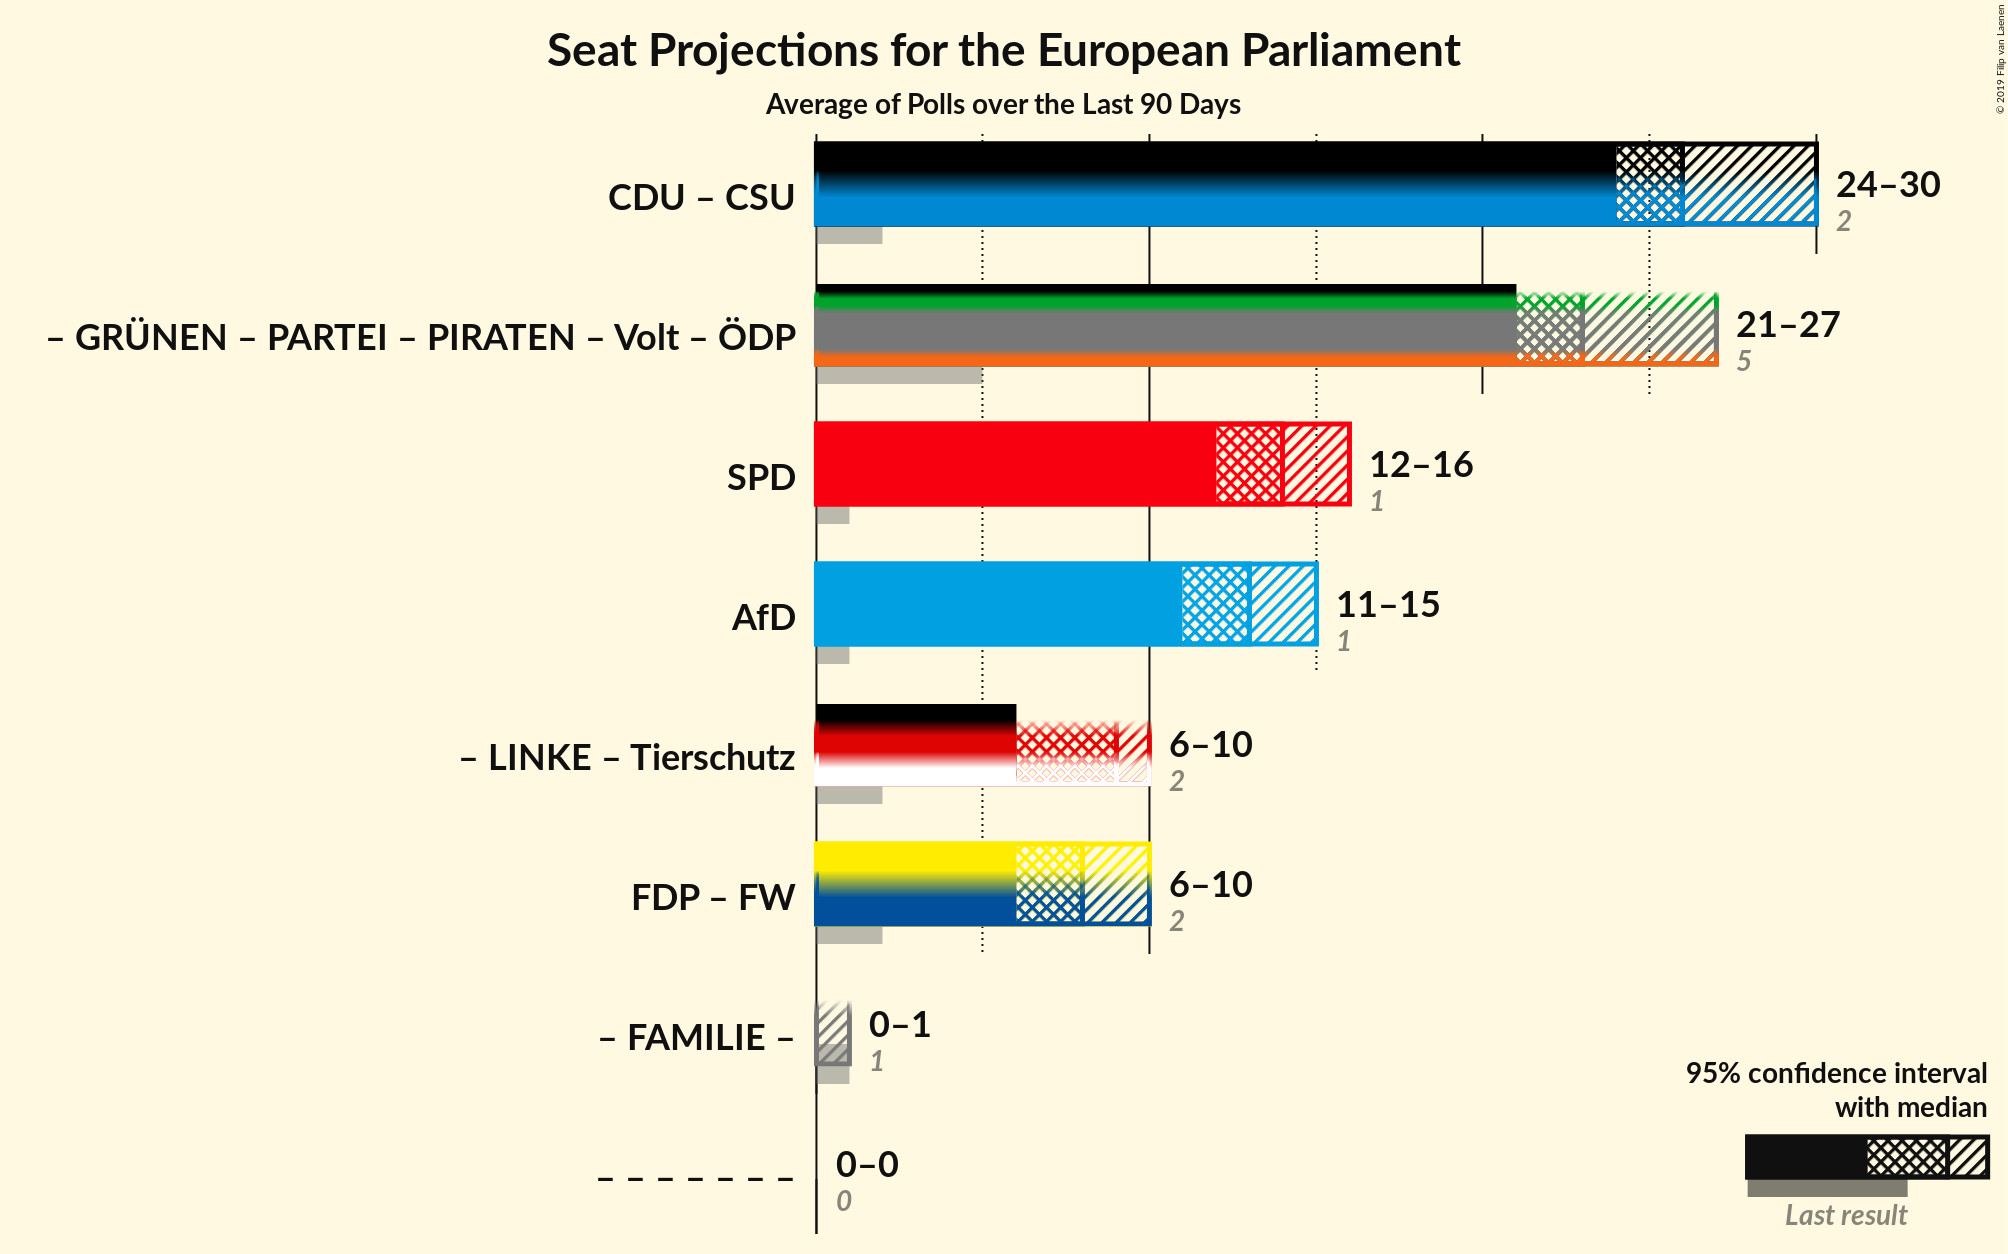 Seat Projections for the European Parliament
Average of Polls over the Last 90 Days
© 2019 Filip van Laenen
CDU – CSU
24–30
2
– GRÜNEN – PARTEI – PIRATEN – Volt – ÖDP
21–27
5
SPD
12–16
1
AfD
11–15
1
– LINKE – Tierschutz
6–10
2
FDP – FW
6–10
2
– FAMILIE –
0–1
1
– – – – – – –
0–0
0
95% confidence interval
with median
Last result